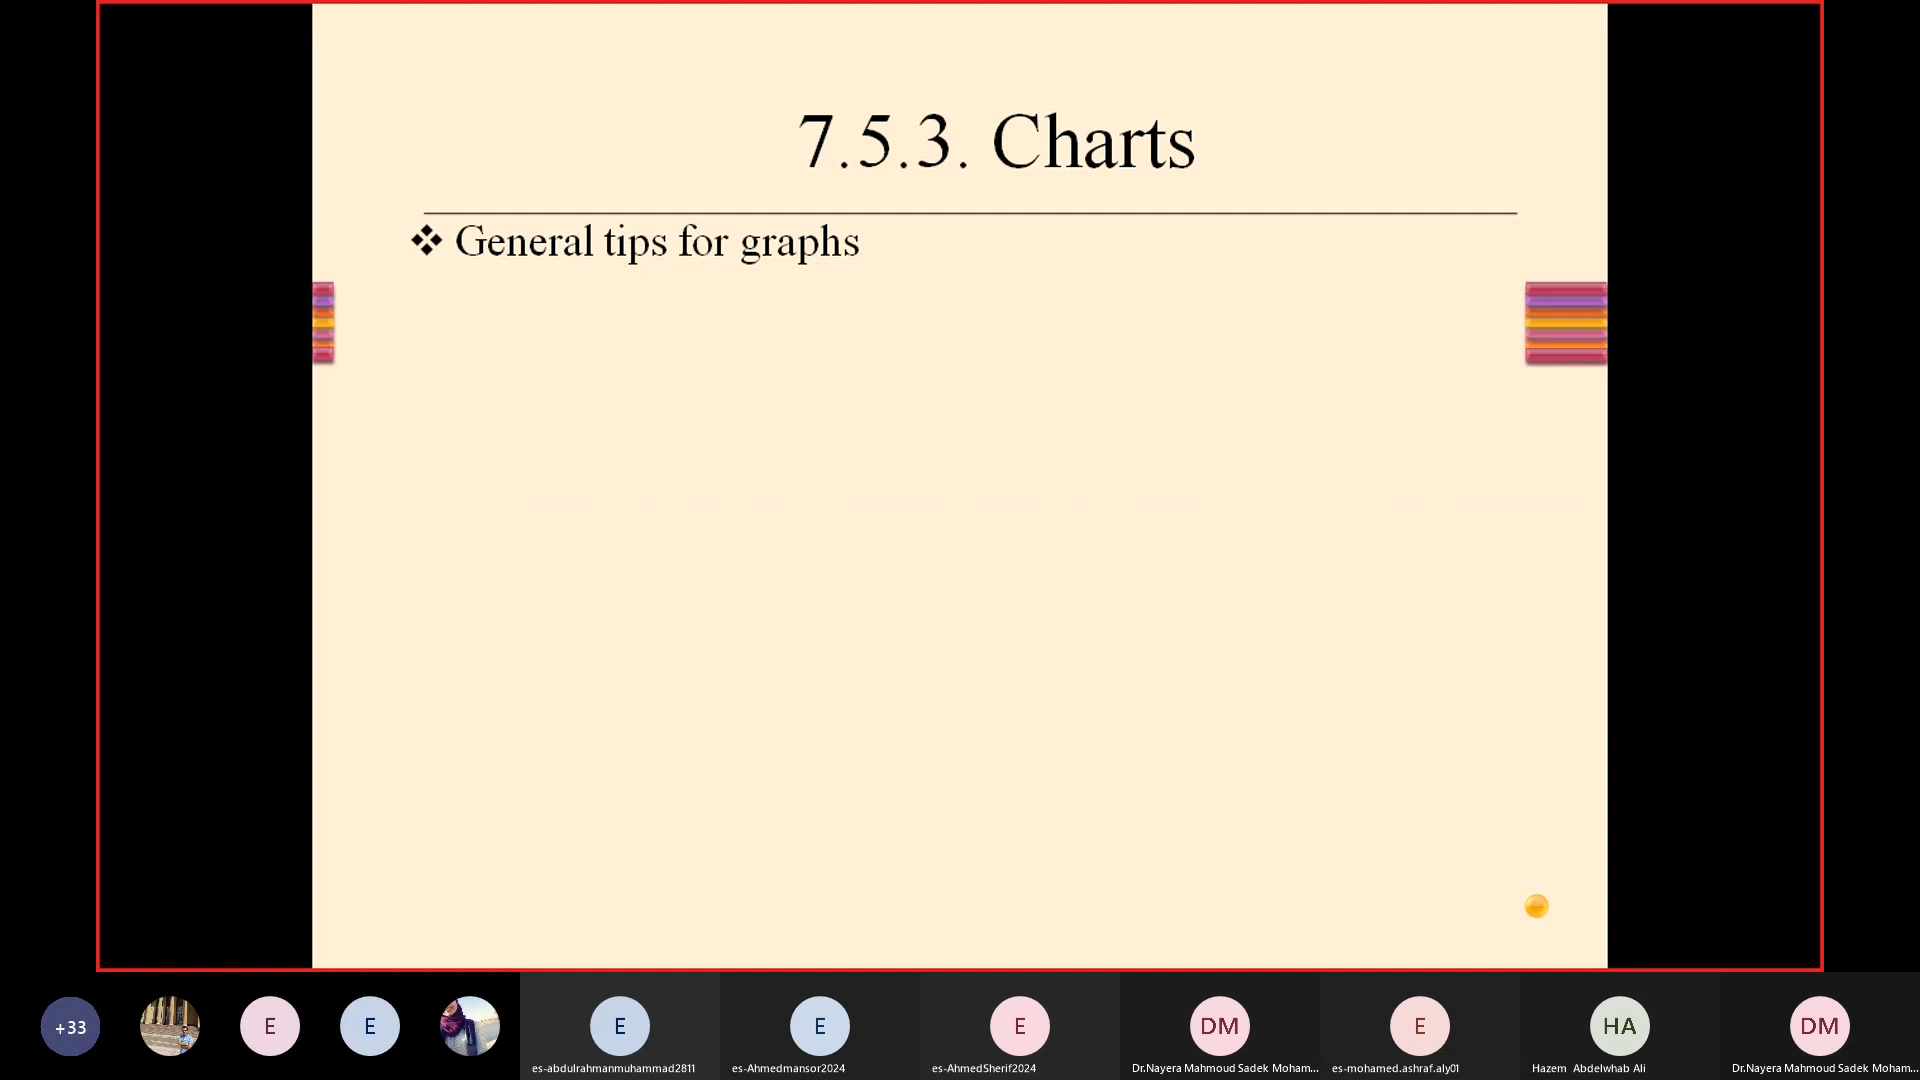 7.5.3. Charts
❖ General tips for graphs
+33
E
E
E
E
E
DM
E
HA
DM
es-abdulrahmanmuhammad2811
es-Ahmedmansor2024
es-AhmedSherif2024
Dr.Nayera Mahmoud Sadek Moham...
es-mohamed.ashraf.aly01
Hazem Abdelwhab Ali
Dr.Nayera Mahmoud Sadek Moham...